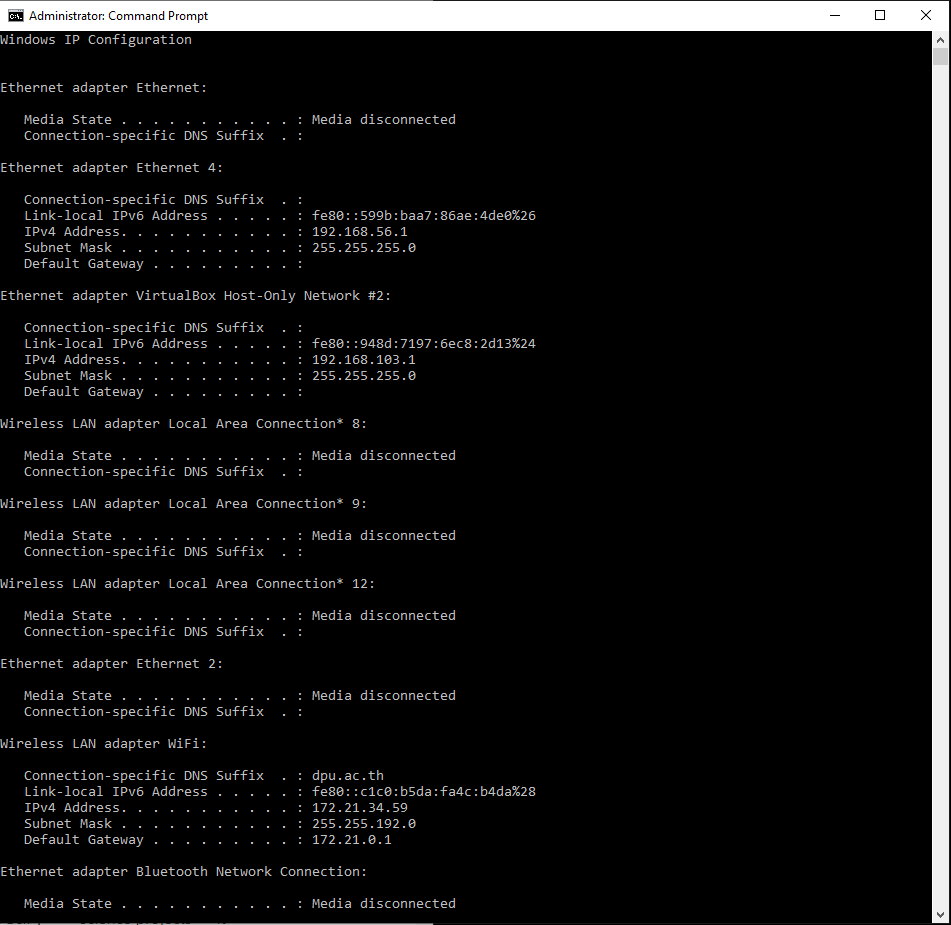 Administrator: Command Prompt
Windows IP Configuration
Ethernet adapter Ethernet:
Media State . . . . . . . . . . . : Media disconnected
Connection-specific DNS Suffix  . :
Ethernet adapter Ethernet 4:
Connection-specific DNS Suffix  . :
Link-local IPv6 Address . . . . . : fe80::599b:baa7:86ae:4de0%26
IPv4 Address. . . . . . . . . . . : 192.168.56.1
Subnet Mask . . . . . . . . . . . : 255.255.255.0
Default Gateway . . . . . . . . . :
Ethernet adapter VirtualBox Host-Only Network #2:
Connection-specific DNS Suffix  . :
Link-local IPv6 Address . . . . . : fe80::948d:7197:6ec8:2d13%24
IPv4 Address. . . . . . . . . . . : 192.168.103.1
Subnet Mask . . . . . . . . . . . : 255.255.255.0
Default Gateway . . . . . . . . . :
Wireless LAN adapter Local Area Connection* 8:
Media State . . . . . . . . . . . : Media disconnected
Connection-specific DNS Suffix  . :
Wireless LAN adapter Local Area Connection* 9:
Media State . . . . . . . . . . . : Media disconnected
Connection-specific DNS Suffix  . :
Wireless LAN adapter Local Area Connection* 12:
Media State . . . . . . . . . . . : Media disconnected
Connection-specific DNS Suffix  . :
Ethernet adapter Ethernet 2:
Media State . . . . . . . . . . . : Media disconnected
Connection-specific DNS Suffix  . :
Wireless LAN adapter WiFi:
Connection-specific DNS Suffix  . : dpu.ac.th
Link-local IPv6 Address . . . . . : fe80::c1c0:b5da:fa4c:b4da%28
IPv4 Address. . . . . . . . . . . : 172.21.34.59
Subnet Mask . . . . . . . . . . . : 255.255.192.0
Default Gateway . . . . . . . . . : 172.21.0.1
Ethernet adapter Bluetooth Network Connection:
Media State . . . . . . . . . . . : Media disconnected